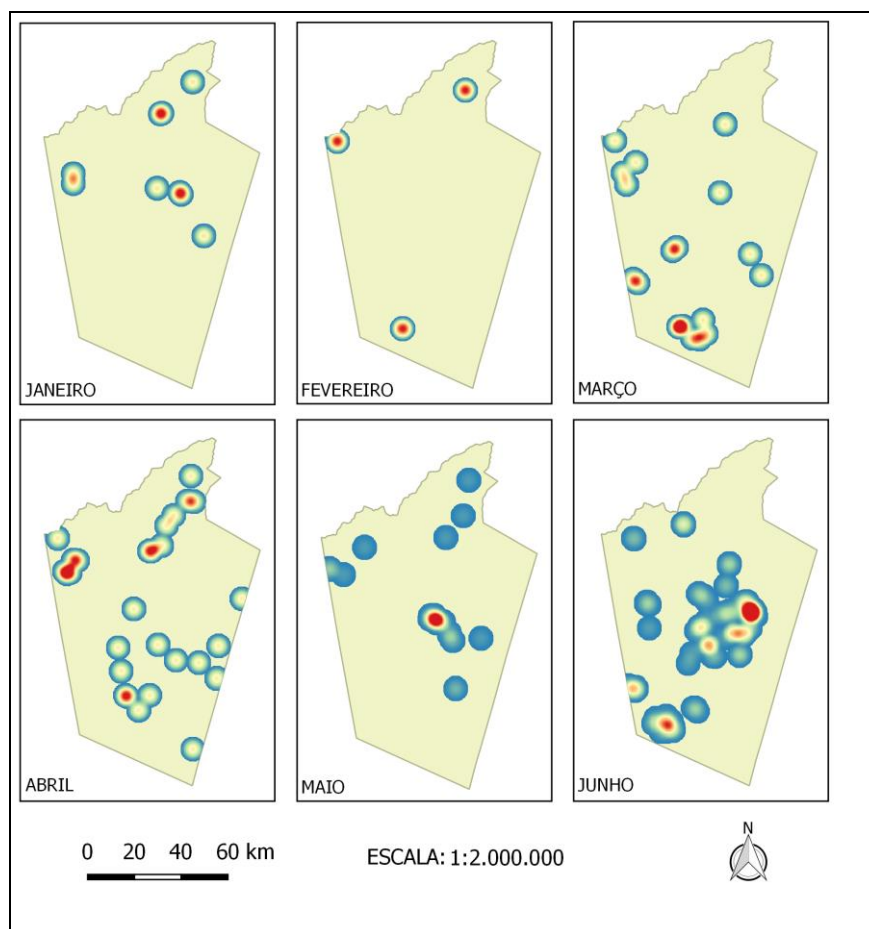 JANEIRO
FEVEREIRO
MARÇO
ABRIL
MAIO
JUNHO
0 20 40 60 km
ESCALA: 1:2.000.000
N